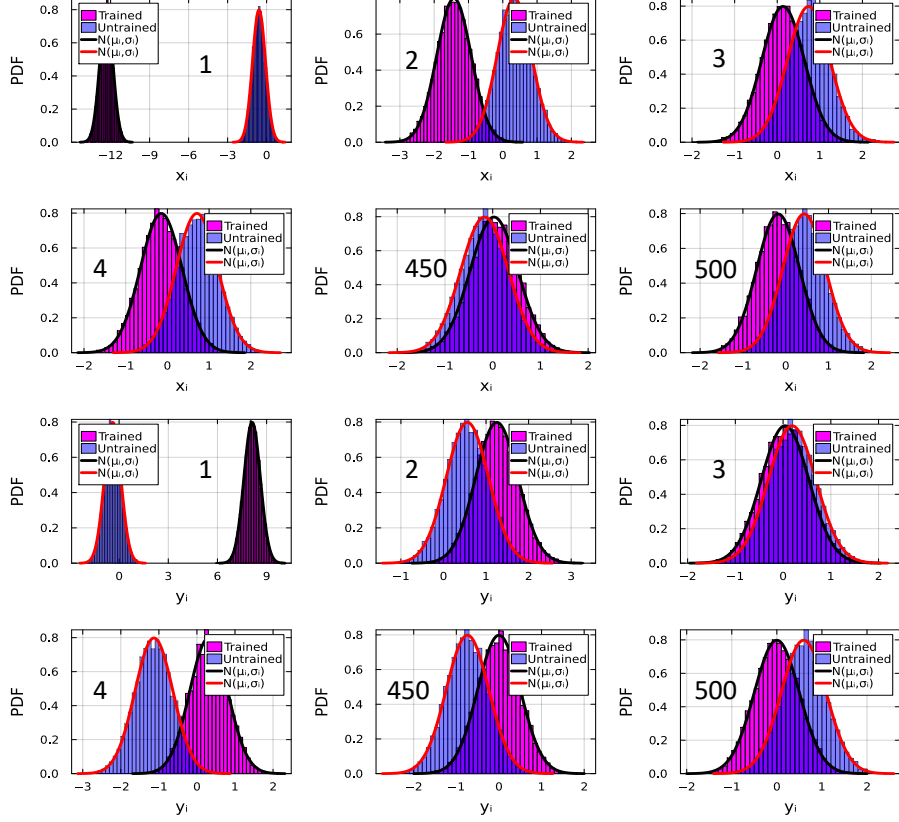 PDF
0.8
0.6
0.4
0.2
0.0
Trained
Untrained
N(μᵢ,σᵢ)
N(μᵢ,σᵢ)
1
−12 −9 −6 −3 0
xᵢ
PDF
0.8
0.6
0.4
0.2
0.0
Trained
Untrained
N(μᵢ,σᵢ)
N(μᵢ,σᵢ)
2
−3 −2 −1 0 1 2
xᵢ
PDF
0.8
0.6
0.4
0.2
0.0
Trained
Untrained
N(μᵢ,σᵢ)
N(μᵢ,σᵢ)
3
−2 −1 0 1 2
xᵢ
PDF
0.8
0.6
0.4
0.2
0.0
Trained
Untrained
N(μᵢ,σᵢ)
N(μᵢ,σᵢ)
4
−2 −1 0 1 2
xᵢ
PDF
0.8
0.6
0.4
0.2
0.0
Trained
Untrained
N(μᵢ,σᵢ)
N(μᵢ,σᵢ)
450
−2 −1 0 1 2
xᵢ
PDF
0.8
0.6
0.4
0.2
0.0
Trained
Untrained
N(μᵢ,σᵢ)
N(μᵢ,σᵢ)
500
−2 −1 0 1 2
xᵢ
PDF
0.8
0.6
0.4
0.2
0.0
Trained
Untrained
N(μᵢ,σᵢ)
N(μᵢ,σᵢ)
1
0 3 6 9
yᵢ
PDF
0.8
0.6
0.4
0.2
0.0
Trained
Untrained
N(μᵢ,σᵢ)
N(μᵢ,σᵢ)
2
−1 0 1 2 3
yᵢ
PDF
0.8
0.6
0.4
0.2
0.0
Trained
Untrained
N(μᵢ,σᵢ)
N(μᵢ,σᵢ)
3
−2 −1 0 1 2
yᵢ
PDF
0.8
0.6
0.4
0.2
0.0
Trained
Untrained
N(μᵢ,σᵢ)
N(μᵢ,σᵢ)
4
−3 −2 −1 0 1 2
yᵢ
PDF
0.8
0.6
0.4
0.2
0.0
Trained
Untrained
N(μᵢ,σᵢ)
N(μᵢ,σᵢ)
450
−2 −1 0 1 2
yᵢ
PDF
0.8
0.6
0.4
0.2
0.0
Trained
Untrained
N(μᵢ,σᵢ)
N(μᵢ,σᵢ)
500
−2 −1 0 1 2
yᵢ